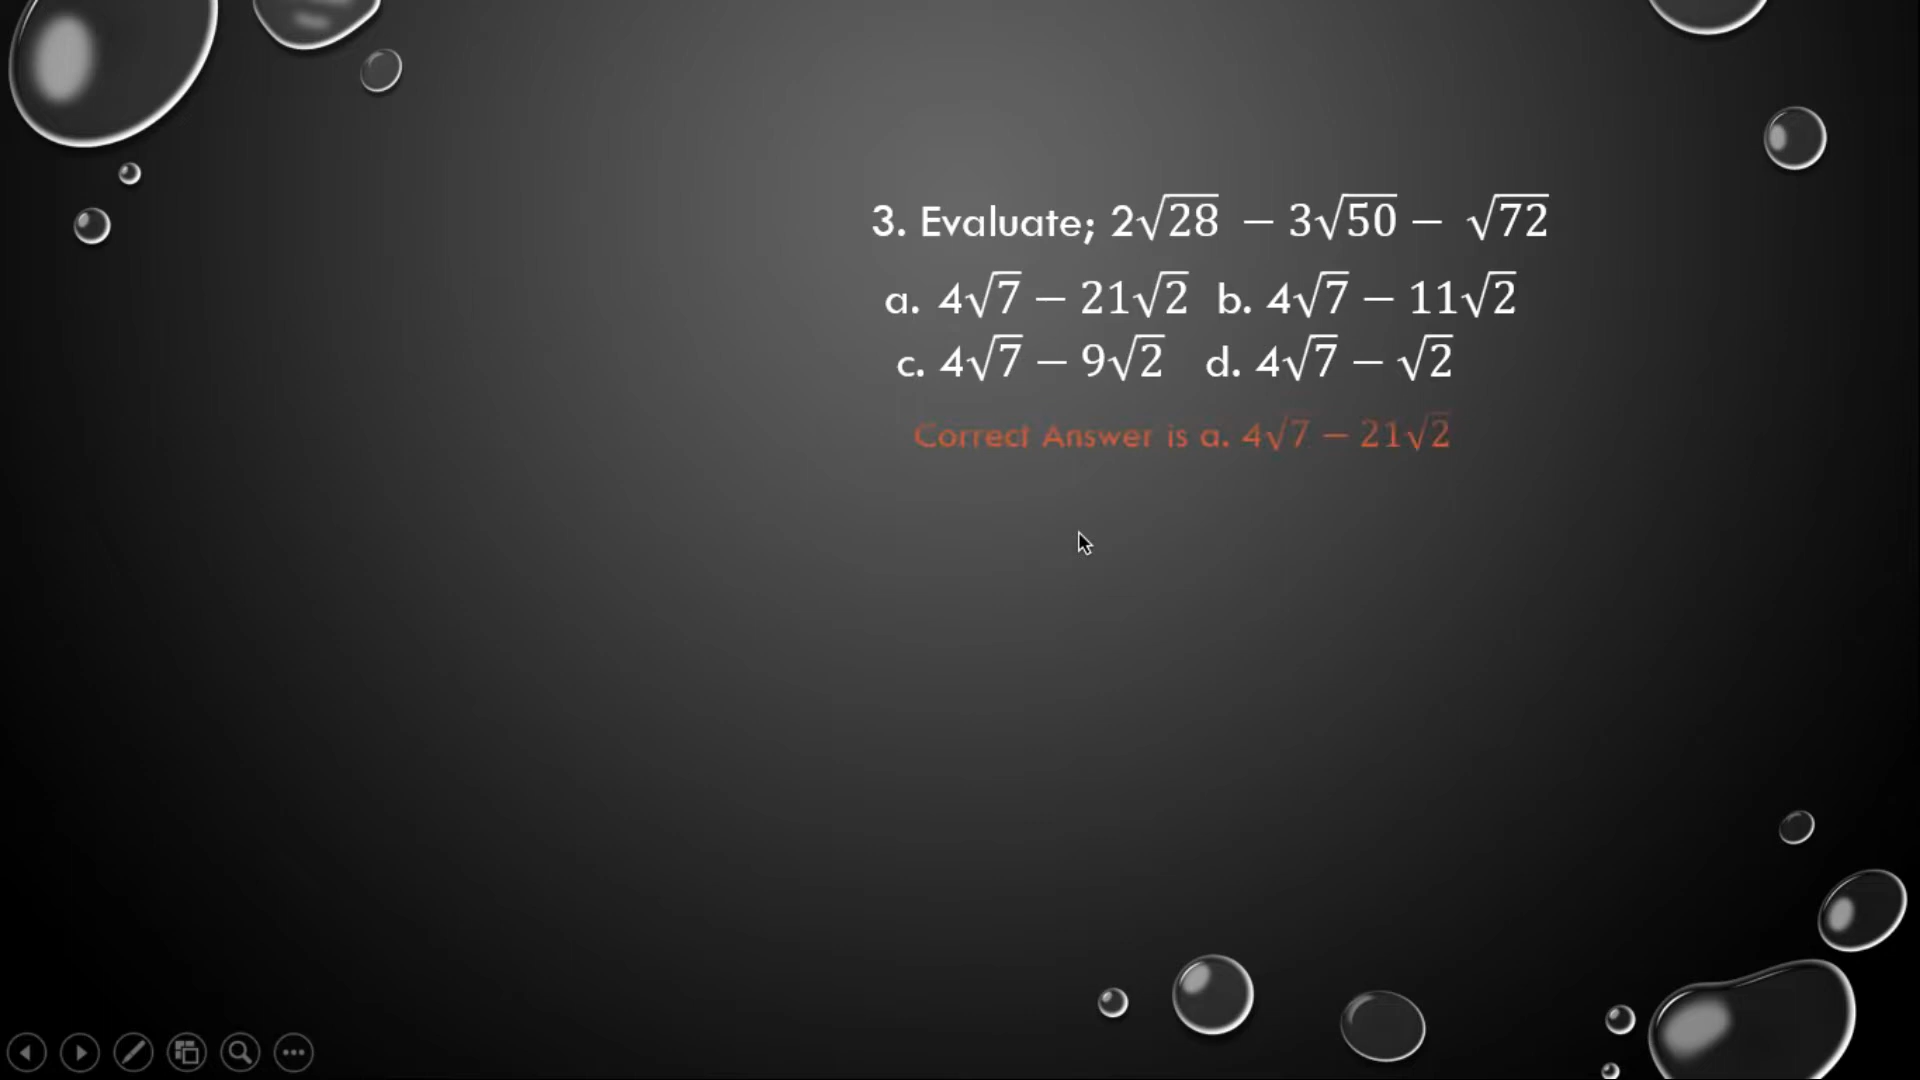 3. Evaluate; 2√28 − 3√50 − √72
a. 4√7 − 21√2 b. 4√7 − 11√2
c. 4√7 − 9√2 d. 4√7 − √2
Correct Answer is a. 4√7 − 21√2